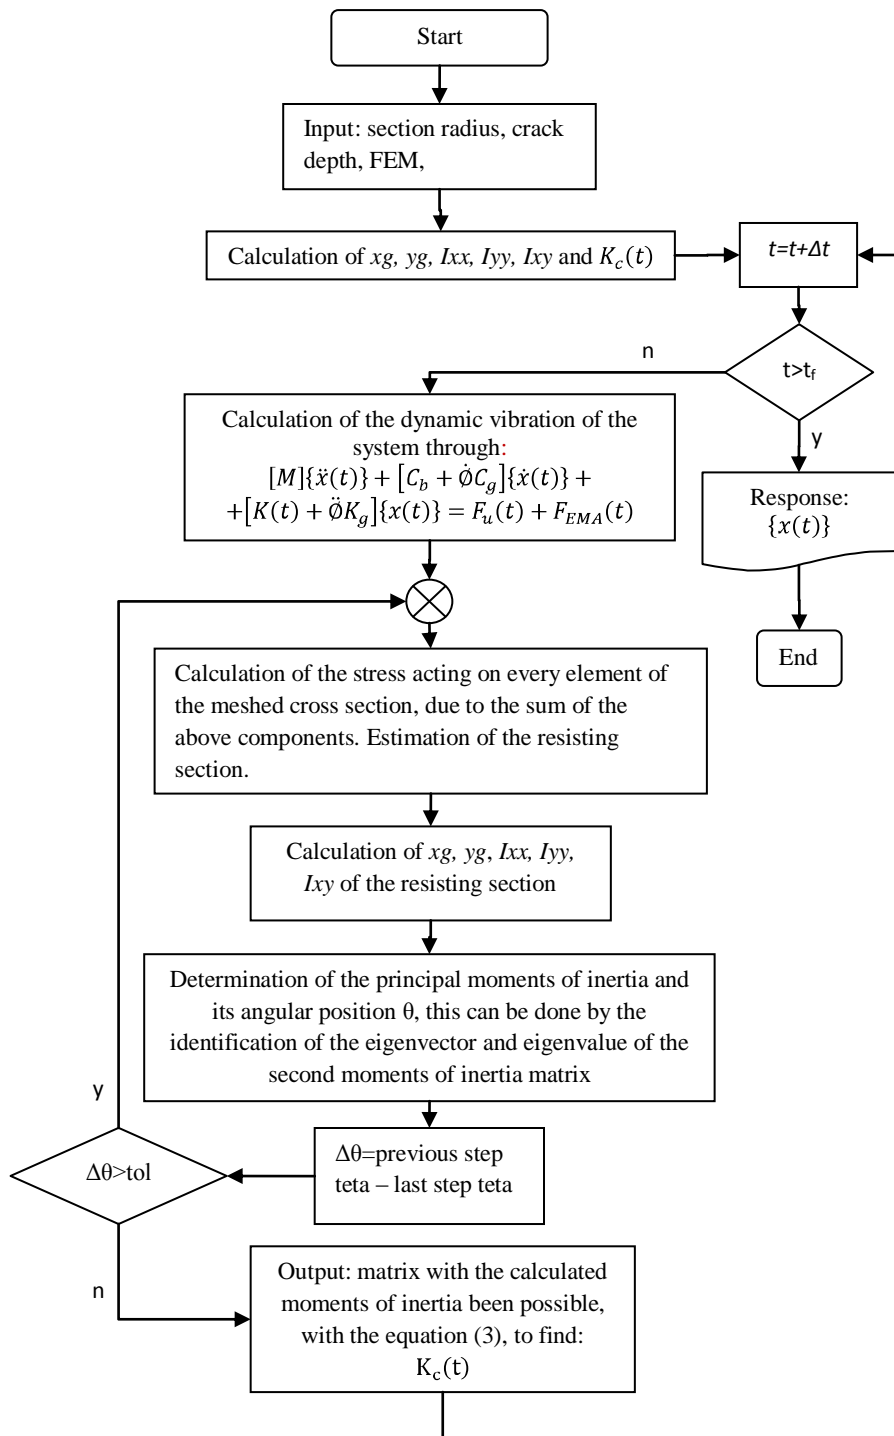 Start
Input: section radius, crack
depth, FEM,
Calculation of xg, yg, Ixx, Iyy, Ixy and K_c(t)
t=t+Δt
n
t>t_f
y
Calculation of the dynamic vibration of the
system through:
[M]{ẍ(t)} + [C_b + ∅̇C_g]{ẋ(t)} +
+[K(t) + ∅̈K_g]{x(t)} = F_u(t) + F_EMA(t)
Response:
{x(t)}
End
Calculation of the stress acting on every element of
the meshed cross section, due to the sum of the
above components. Estimation of the resisting
section.
Calculation of xg, yg, Ixx, Iyy,
Ixy of the resisting section
Determination of the principal moments of inertia and
its angular position θ, this can be done by the
identification of the eigenvector and eigenvalue of the
second moments of inertia matrix
y
Δθ>tol
Δθ=previous step
teta – last step teta
n
Output: matrix with the calculated
moments of inertia been possible,
with the equation (3), to find:
K_c(t)